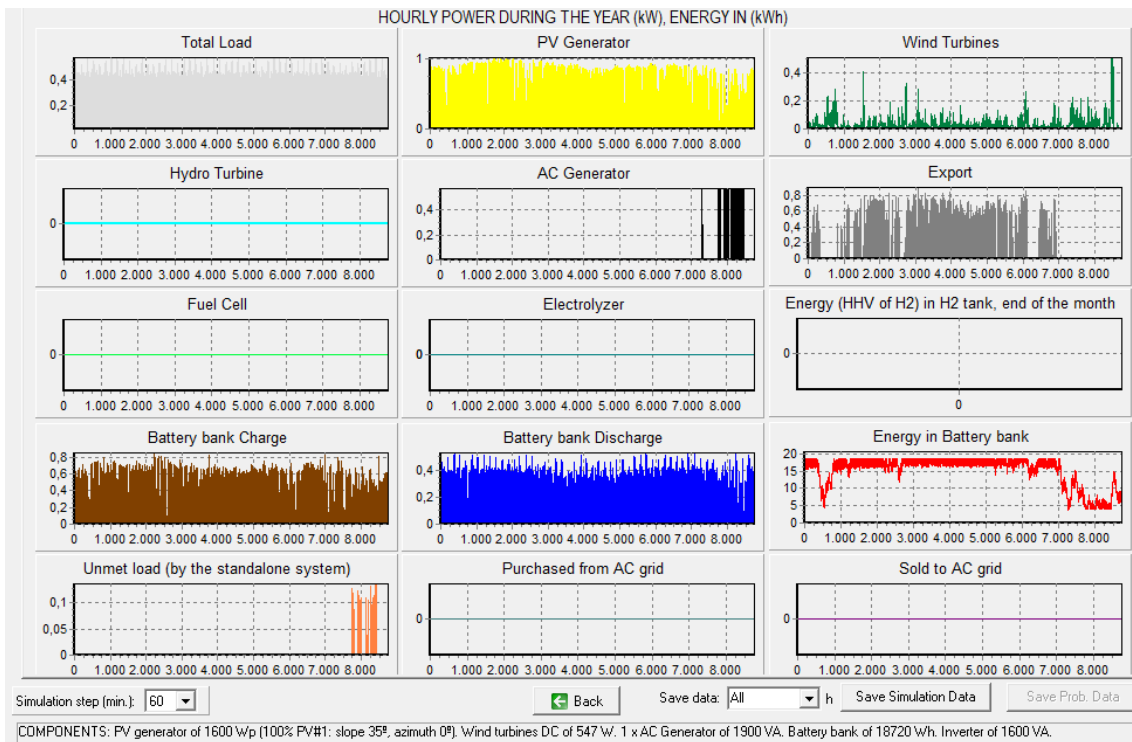 HOURLY POWER DURING THE YEAR (kW), ENERGY IN (kWh)
Total Load
0,4
0,2
0 1.000 2.000 3.000 4.000 5.000 6.000 7.000 8.000
PV Generator
1
0
0 1.000 2.000 3.000 4.000 5.000 6.000 7.000 8.000
Wind Turbines
0,4
0,2
0
0 1.000 2.000 3.000 4.000 5.000 6.000 7.000 8.000
Hydro Turbine
0
0 1.000 2.000 3.000 4.000 5.000 6.000 7.000 8.000
AC Generator
0,4
0,2
0
0 1.000 2.000 3.000 4.000 5.000 6.000 7.000 8.000
Export
0,8
0,6
0,4
0,2
0
0 1.000 2.000 3.000 4.000 5.000 6.000 7.000 8.000
Fuel Cell
0
0 1.000 2.000 3.000 4.000 5.000 6.000 7.000 8.000
Electrolyzer
0
0 1.000 2.000 3.000 4.000 5.000 6.000 7.000 8.000
Energy (HHV of H2) in H2 tank, end of the month
0
0
Battery bank Charge
0,8
0,6
0,4
0,2
0
0 1.000 2.000 3.000 4.000 5.000 6.000 7.000 8.000
Battery bank Discharge
0,4
0,2
0
0 1.000 2.000 3.000 4.000 5.000 6.000 7.000 8.000
Energy in Battery bank
20
15
10
5
0
0 1.000 2.000 3.000 4.000 5.000 6.000 7.000 8.000
Unmet load (by the standalone system)
0,1
0,05
0
0 1.000 2.000 3.000 4.000 5.000 6.000 7.000 8.000
Purchased from AC grid
0
0 1.000 2.000 3.000 4.000 5.000 6.000 7.000 8.000
Sold to AC grid
0
0 1.000 2.000 3.000 4.000 5.000 6.000 7.000 8.000
Simulation step (min.): 60 Back Save data: All h Save Simulation Data Save Prob. Data
COMPONENTS: PV generator of 1600 Wp (100% PV#1: slope 35º, azimuth 0º). Wind turbines DC of 547 W. 1 x AC Generator of 1900 VA. Battery bank of 18720 Wh. Inverter of 1600 VA.